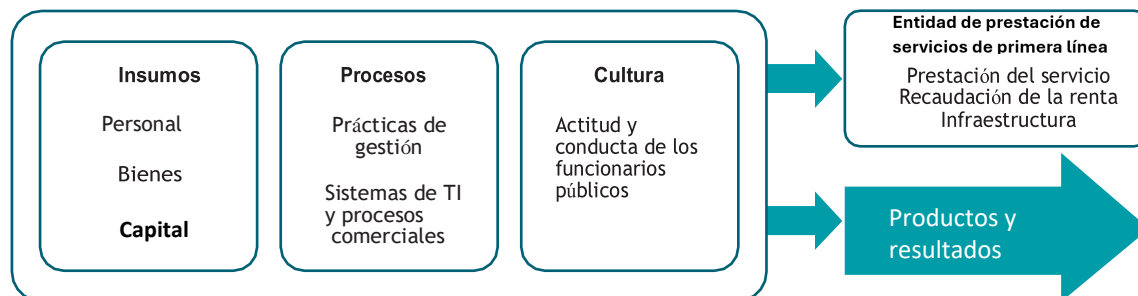 Insumos
Personal
Bienes
Capital
Procesos
Prácticas de
gestión
Sistemas de TI
y procesos
comerciales
Cultura
Actitud y
conducta de los
funcionarios
públicos
Entidad de prestación de
servicios de primera línea
Prestación del servicio
Recaudación de la renta
Infraestructura
Productos y
resultados